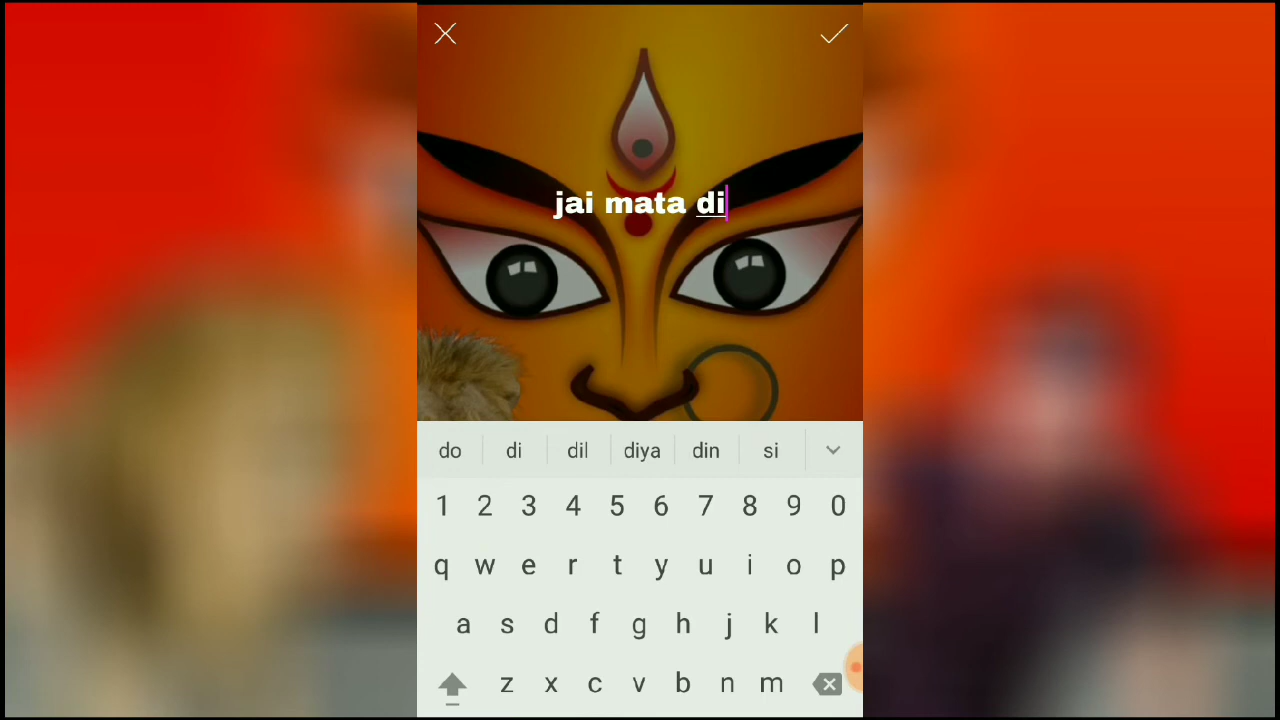 jai mata di
do di dil diya din si
1 2 3 4 5 6 7 8 9 0
q w e r t y u i o p
a s d f g h j k l
z x c v b n m